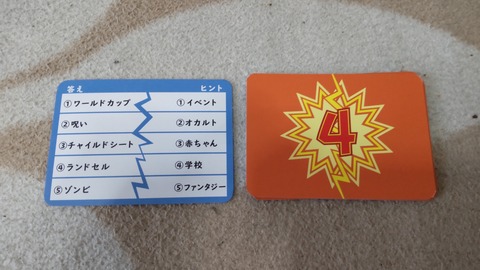 答え ヒント
①ワールドカップ ①イベント
②呪い ②オカルト
③チャイルドシート ③赤ちゃん
④ランドセル ④学校
⑤ゾンビ ⑤ファンタジー
4